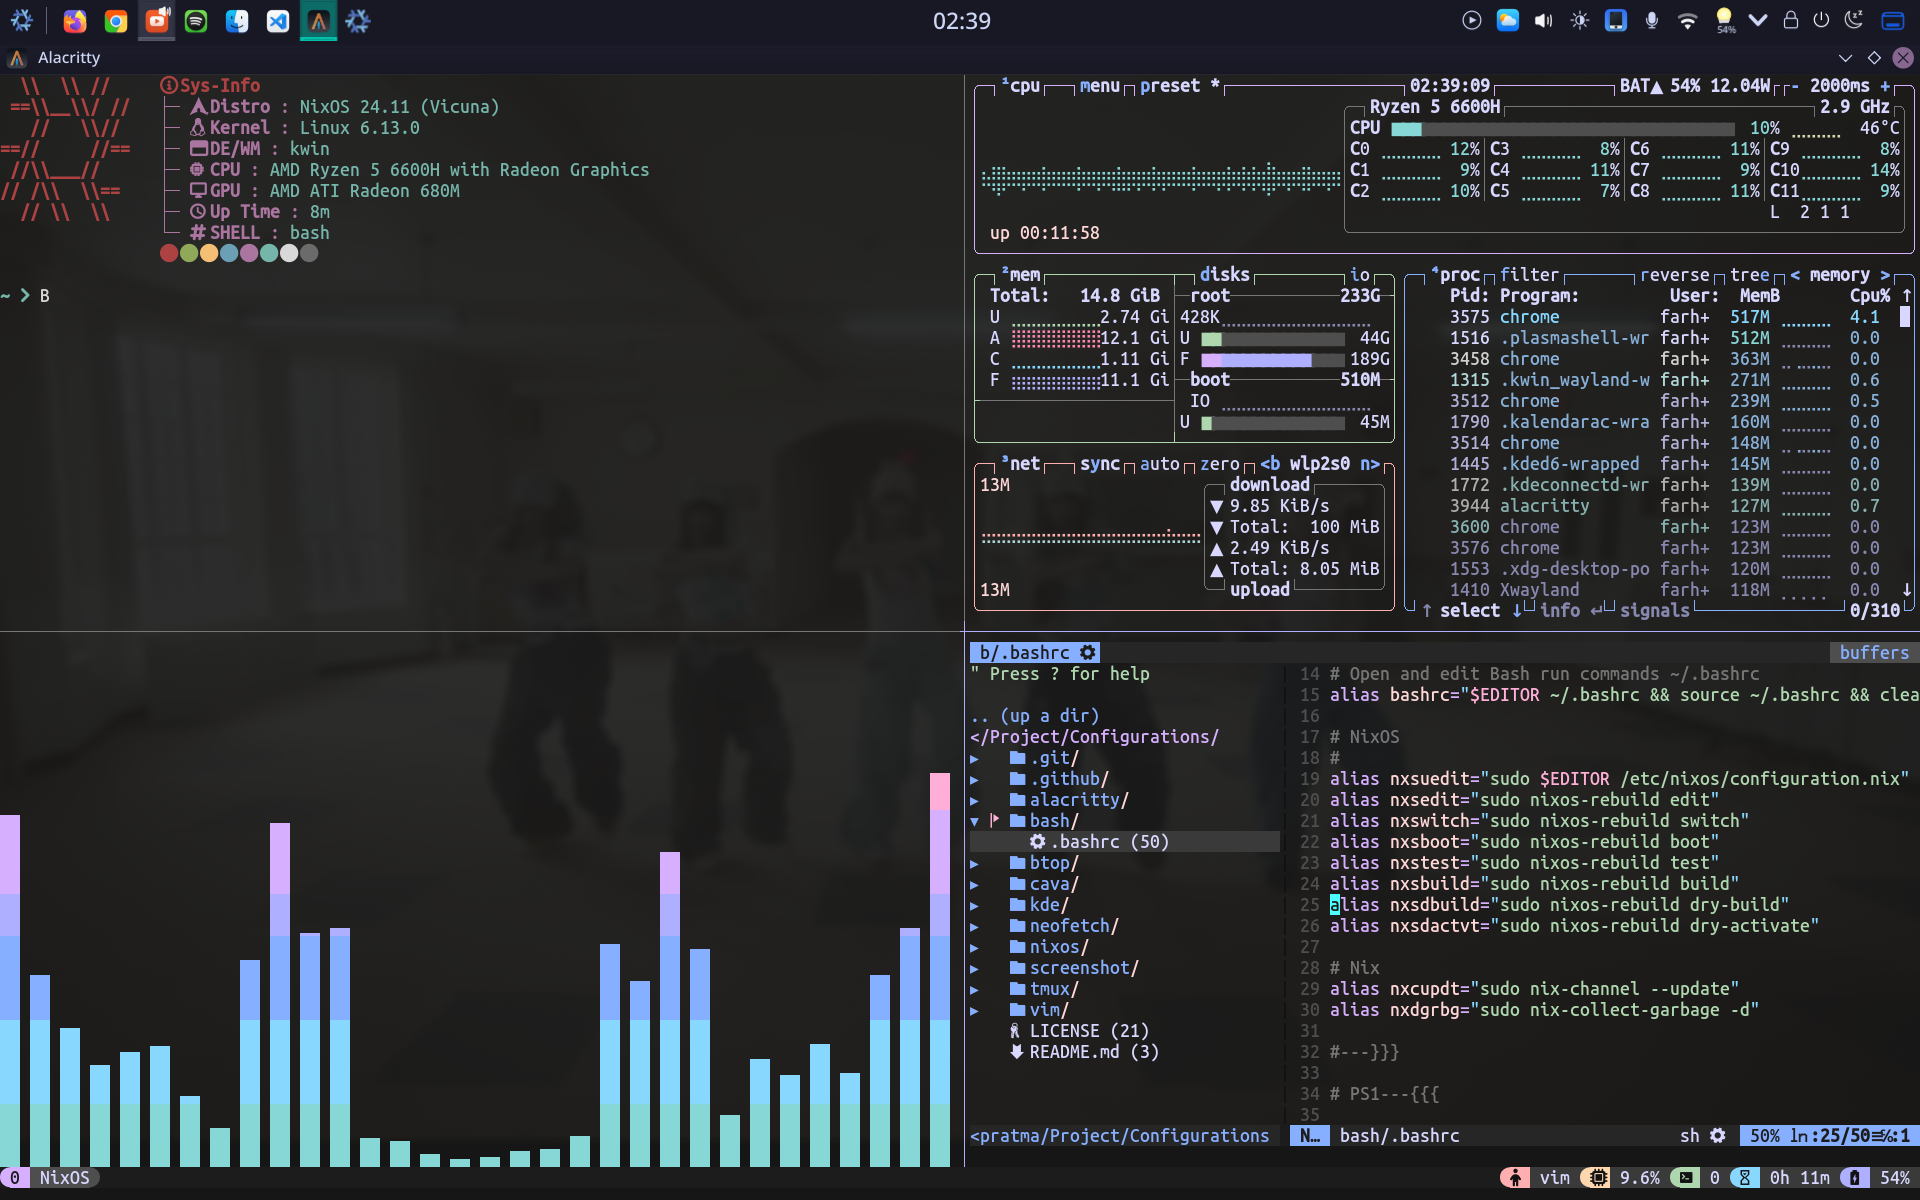 02:39
54%
Alacritty
Sys-Info
Distro : NixOS 24.11 (Vicuna)
Kernel : Linux 6.13.0
DE/WM : kwin
CPU : AMD Ryzen 5 6600H with Radeon Graphics
GPU : AMD ATI Radeon 680M
Up Time : 8m
SHELL : bash
~ > B
¹cpu menu preset * 02:39:09 BAT▲ 54% 12.04W - 2000ms +
Ryzen 5 6600H 2.9 GHz
CPU 10% 46°C
C0 12% C3 8% C6 11% C9 8%
C1 9% C4 11% C7 9% C10 14%
C2 10% C5 7% C8 11% C11 9%
L 2 1 1
up 00:11:58
²mem disks io
Total: 14.8 GiB root 233G
U 2.74 Gi 428K
A 12.1 Gi U 44G
C 1.11 Gi F 189G
F 11.1 Gi boot 510M
IO
U 45M
³net sync auto zero <b wlp2s0 n>
13M download
▼ 9.85 KiB/s
▼ Total: 100 MiB
▲ 2.49 KiB/s
▲ Total: 8.05 MiB
13M upload
⁴proc filter reverse tree < memory >
Pid: Program: User: MemB Cpu% ↑
3575 chrome farh+ 517M 4.1
1516 .plasmashell-wr farh+ 512M 0.0
3458 chrome farh+ 363M 0.0
1315 .kwin_wayland-w farh+ 271M 0.6
3512 chrome farh+ 239M 0.5
1790 .kalendarac-wra farh+ 160M 0.0
3514 chrome farh+ 148M 0.0
1445 .kded6-wrapped farh+ 145M 0.0
1772 .kdeconnectd-wr farh+ 139M 0.0
3944 alacritty farh+ 127M 0.7
3600 chrome farh+ 123M 0.0
3576 chrome farh+ 123M 0.0
1553 .xdg-desktop-po farh+ 120M 0.0
1410 Xwayland farh+ 118M 0.0 ↓
↑ select ↓ info ↵ signals 0/310
b/.bashrc buffers
" Press ? for help
.. (up a dir)
</Project/Configurations/
▸ .git/
▸ .github/
▸ alacritty/
▾ bash/
.bashrc (50)
▸ btop/
▸ cava/
▸ kde/
▸ neofetch/
▸ nixos/
▸ screenshot/
▸ tmux/
▸ vim/
LICENSE (21)
README.md (3)
<pratma/Project/Configurations
14 # Open and edit Bash run commands ~/.bashrc
15 alias bashrc="$EDITOR ~/.bashrc && source ~/.bashrc && clea
16
17 # NixOS
18 #
19 alias nxsuedit="sudo $EDITOR /etc/nixos/configuration.nix"
20 alias nxsedit="sudo nixos-rebuild edit"
21 alias nxswitch="sudo nixos-rebuild switch"
22 alias nxsboot="sudo nixos-rebuild boot"
23 alias nxstest="sudo nixos-rebuild test"
24 alias nxsbuild="sudo nixos-rebuild build"
25 alias nxsdbuild="sudo nixos-rebuild dry-build"
26 alias nxsdactvt="sudo nixos-rebuild dry-activate"
27
28 # Nix
29 alias nxcupdt="sudo nix-channel --update"
30 alias nxdgrbg="sudo nix-collect-garbage -d"
31
32 #---}}}
33
34 # PS1---{{{
35
N… bash/.bashrc sh 50% ln:25/50≡℅:1
0 NixOS
vim 9.6% 0 0h 11m 54%